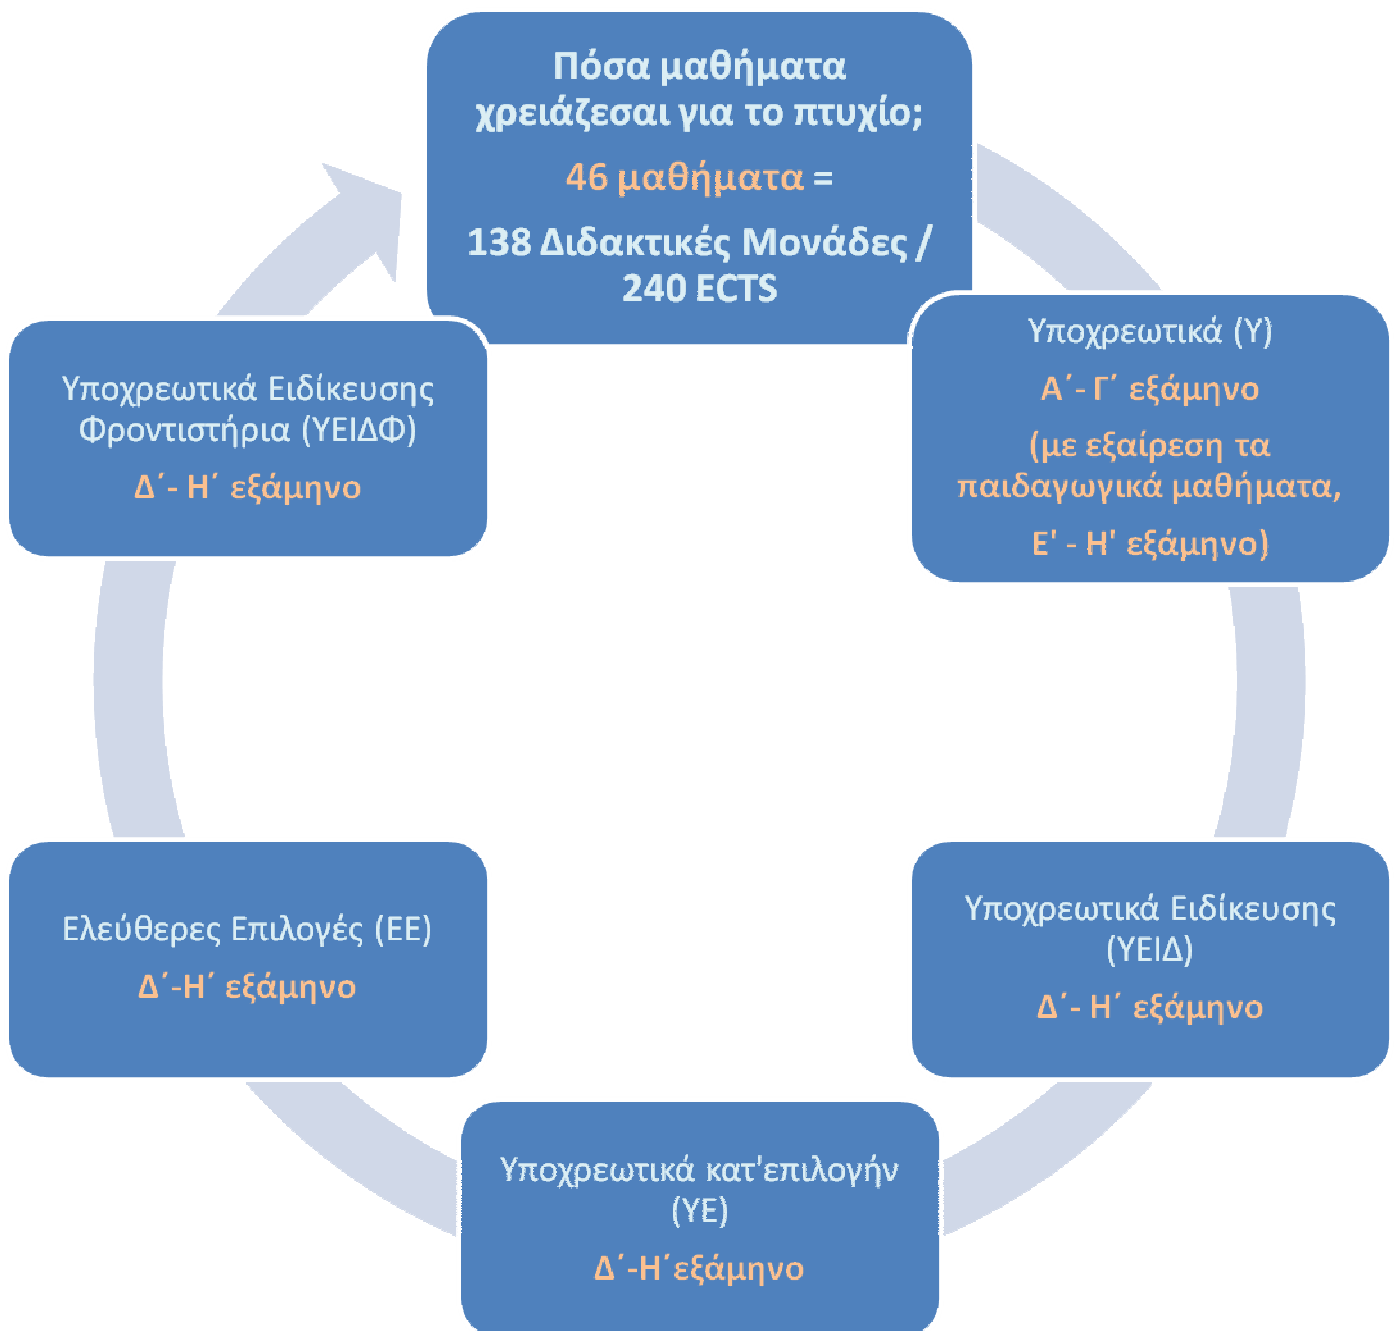 Πόσα μαθήματα
χρειάζεσαι για το πτυχίο;
46 μαθήματα =
138 Διδακτικές Μονάδες /
240 ECTS
Υποχρεωτικά (Υ)
Α΄- Γ΄ εξάμηνο
(με εξαίρεση τα
παιδαγωγικά μαθήματα,
Ε' - Η' εξάμηνο)
Υποχρεωτικά Ειδίκευσης
(ΥΕΙΔ)
Δ΄- Η΄ εξάμηνο
Υποχρεωτικά κατ'επιλογήν
(ΥΕ)
Δ΄-Η΄εξάμηνο
Ελεύθερες Επιλογές (ΕΕ)
Δ΄-Η΄ εξάμηνο
Υποχρεωτικά Ειδίκευσης
Φροντιστήρια (ΥΕΙΔΦ)
Δ΄- Η΄ εξάμηνο